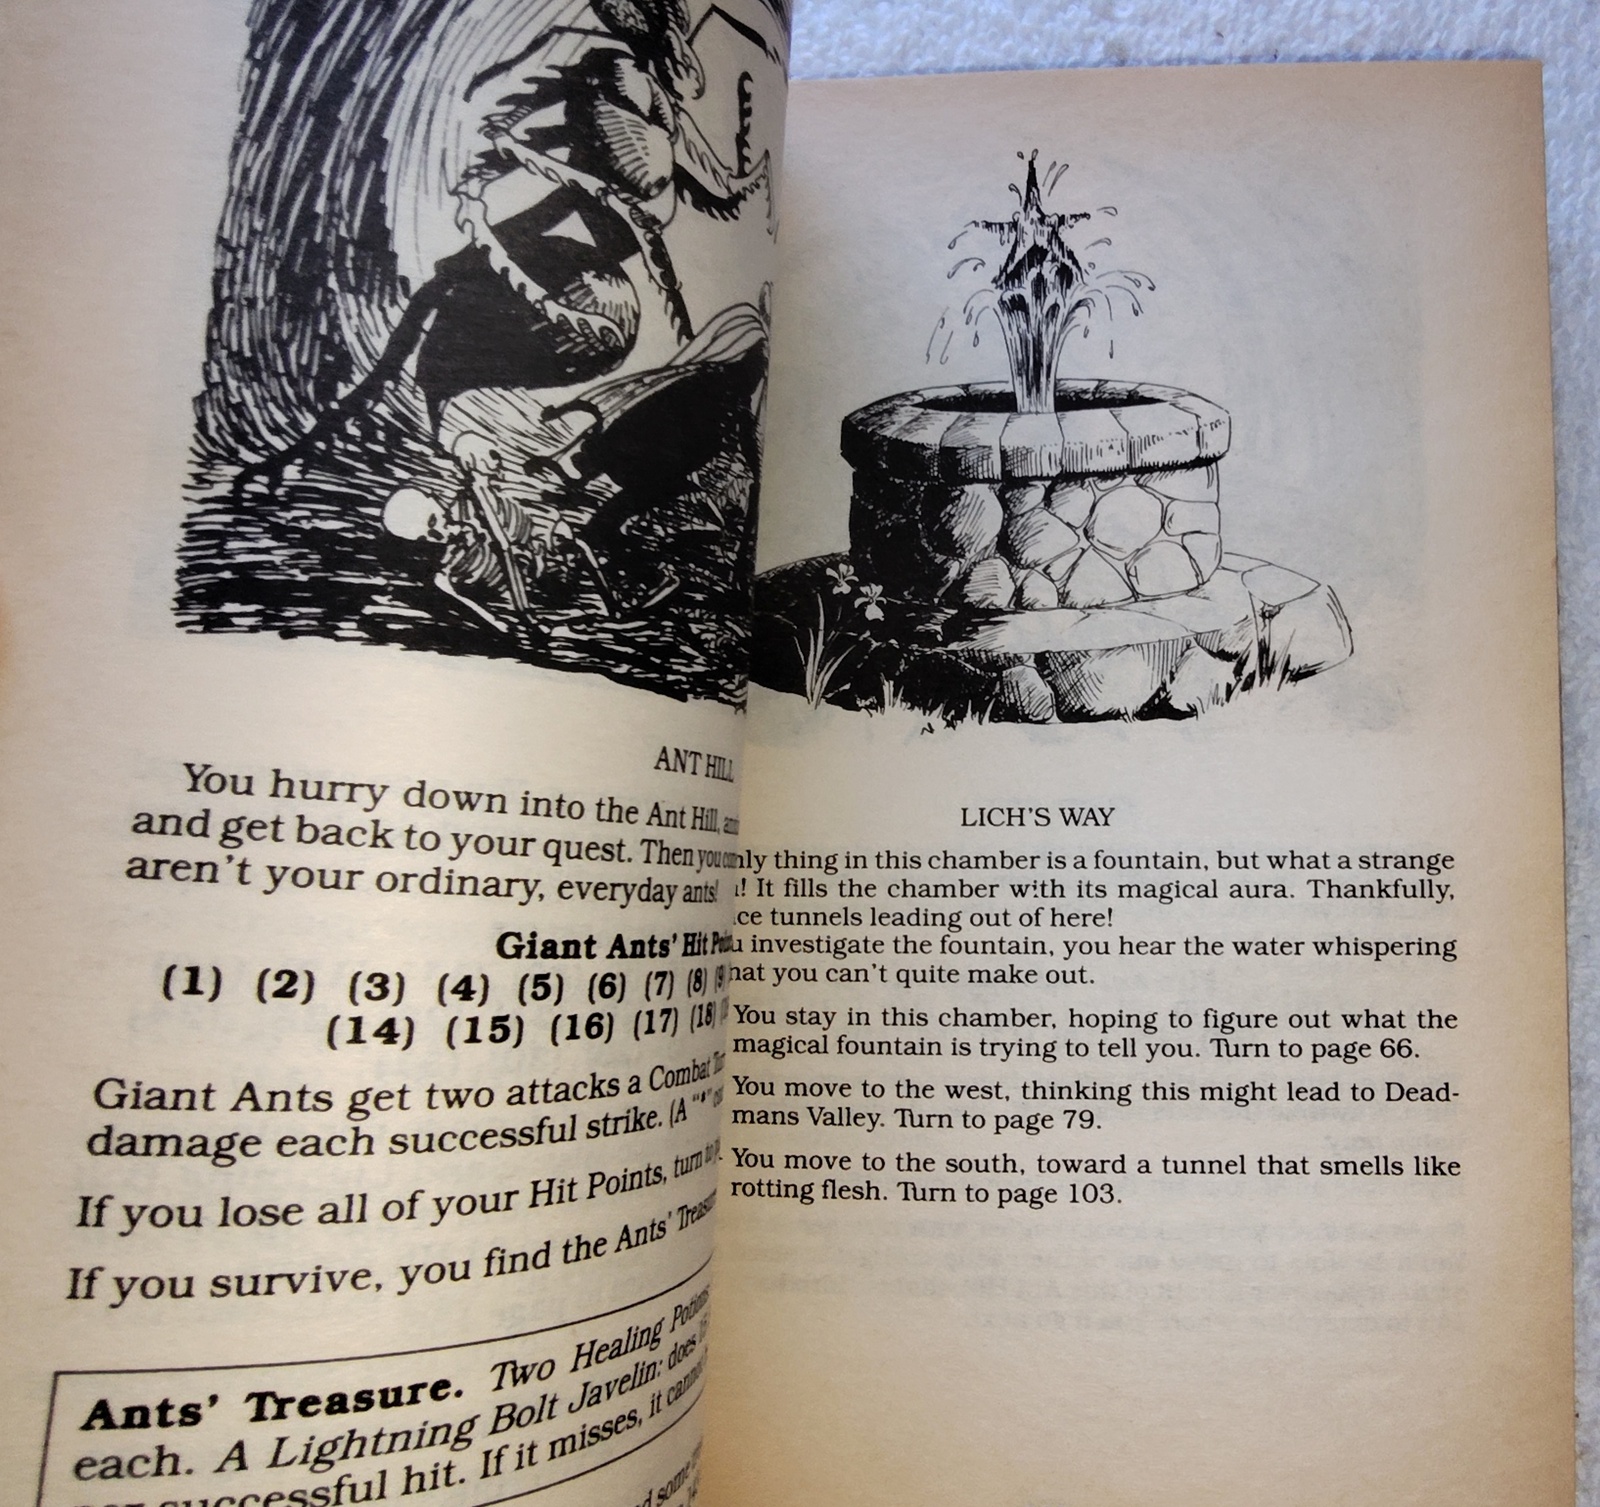 ANT HILL
You hurry down into the Ant Hill,
and get back to your quest. Then you
aren't your ordinary, everyday ants!
Giant Ants' Hit
(1) (2) (3) (4) (5) (6) (7) (8)
(14) (15) (16) (17) (18)
Giant Ants get two attacks a Combat
damage each successful strike. (A
If you lose all of your Hit Points, turn to
If you survive, you find the Ants'
Ants' Treasure. Two Healing Potions
each. A Lightning Bolt Javelin: does
successful hit. If it misses, it
some
LICH'S WAY
thing in this chamber is a fountain, but what a strange
It fills the chamber with its magical aura. Thankfully,
tunnels leading out of here!
investigate the fountain, you hear the water whispering
you can't quite make out.
You stay in this chamber, hoping to figure out what the
magical fountain is trying to tell you. Turn to page 66.
You move to the west, thinking this might lead to Dead-
mans Valley. Turn to page 79.
You move to the south, toward a tunnel that smells like
rotting flesh. Turn to page 103.